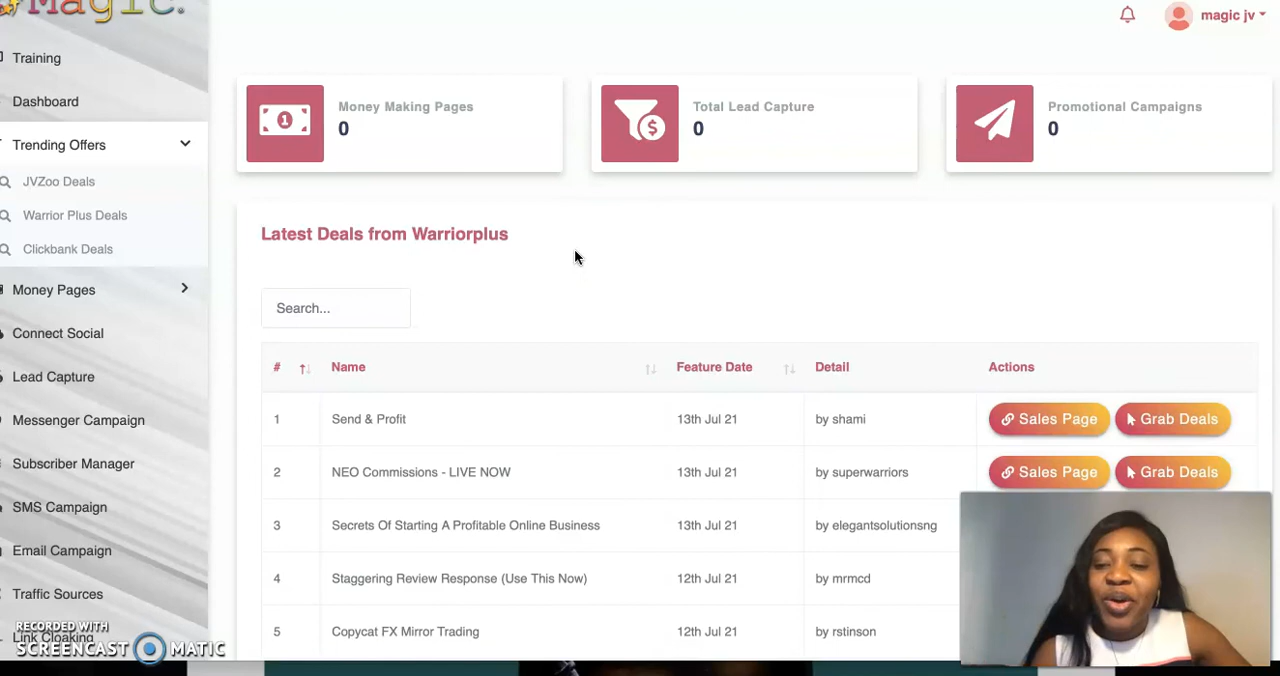 Magic.
magic jv
Training
Dashboard
Trending Offers
JVZoo Deals
Warrior Plus Deals
Clickbank Deals
Money Pages
Connect Social
Lead Capture
Messenger Campaign
Subscriber Manager
SMS Campaign
Email Campaign
Traffic Sources
Link Cloaking
RECORDED WITH
SCREENCAST MATIC
Money Making Pages
0
Total Lead Capture
0
Promotional Campaigns
0
Latest Deals from Warriorplus
Search...
# Name Feature Date Detail Actions
1 Send & Profit 13th Jul 21 by shami Sales Page Grab Deals
2 NEO Commissions - LIVE NOW 13th Jul 21 by superwarriors Sales Page Grab Deals
3 Secrets Of Starting A Profitable Online Business 13th Jul 21 by elegantsolutionsng
4 Staggering Review Response (Use This Now) 12th Jul 21 by mrmcd
5 Copycat FX Mirror Trading 12th Jul 21 by rstinson